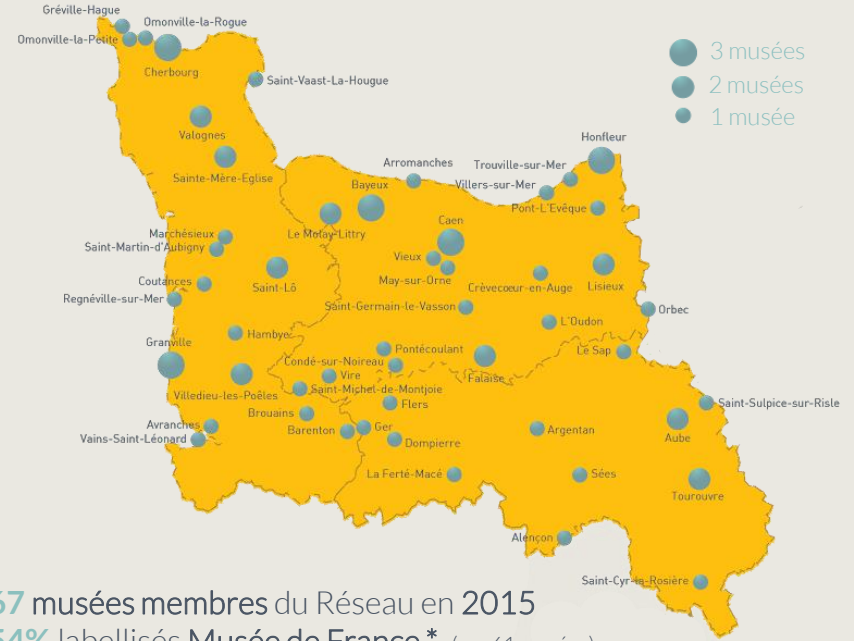 Gréville-Hague
Omonville-la-Rogue
Omonville-la-Petite
Cherbourg
Saint-Vaast-La-Hougue
3 musées
2 musées
1 musée
Valognes
Sainte-Mère-Eglise
Honfleur
Arromanches
Trouville-sur-Mer
Villers-sur-Mer
Bayeux
Pont-L'Evêque
Le Molay-Littry
Caen
Marchésieux
Saint-Martin-d'Aubigny
Vieux
May-sur-Orne
Coutances
Saint-Lô
Crèvecoeur-en-Auge
Lisieux
Regnéville-sur-Mer
Saint-Germain-le-Vasson
Orbec
L'Oudon
Hambye
Granville
Pontécoulant
Le Sap
Condé-sur-Noireau
Falaise
Vire
Villedieu-les-Poêles
Saint-Michel-de-Montjoie
Flers
Saint-Sulpice-sur-Risle
Brouains
Avranches
Barenton
Ger
Argentan
Aube
Vains-Saint-Léonard
Dompierre
La Ferté-Macé
Sées
Tourouvre
Alençon
Saint-Cyr-la-Rosière
67 musées membres du Réseau en 2015
54% labellisés Musée de France *